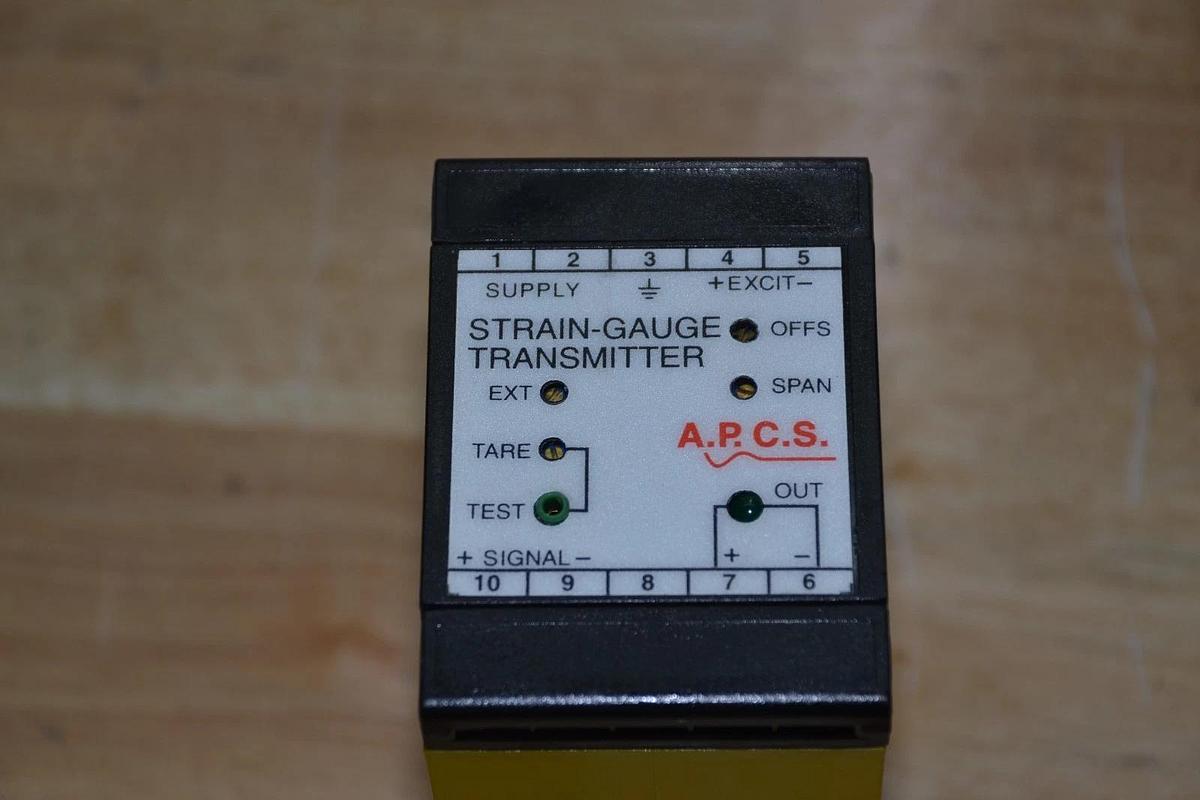 1 2 3 4 5
SUPPLY ⏚ +EXCIT−
STRAIN-GAUGE OFFS
TRANSMITTER
EXT SPAN
A.P.C.S.
TARE
OUT
TEST
+ SIGNAL − + −
10 9 8 7 6